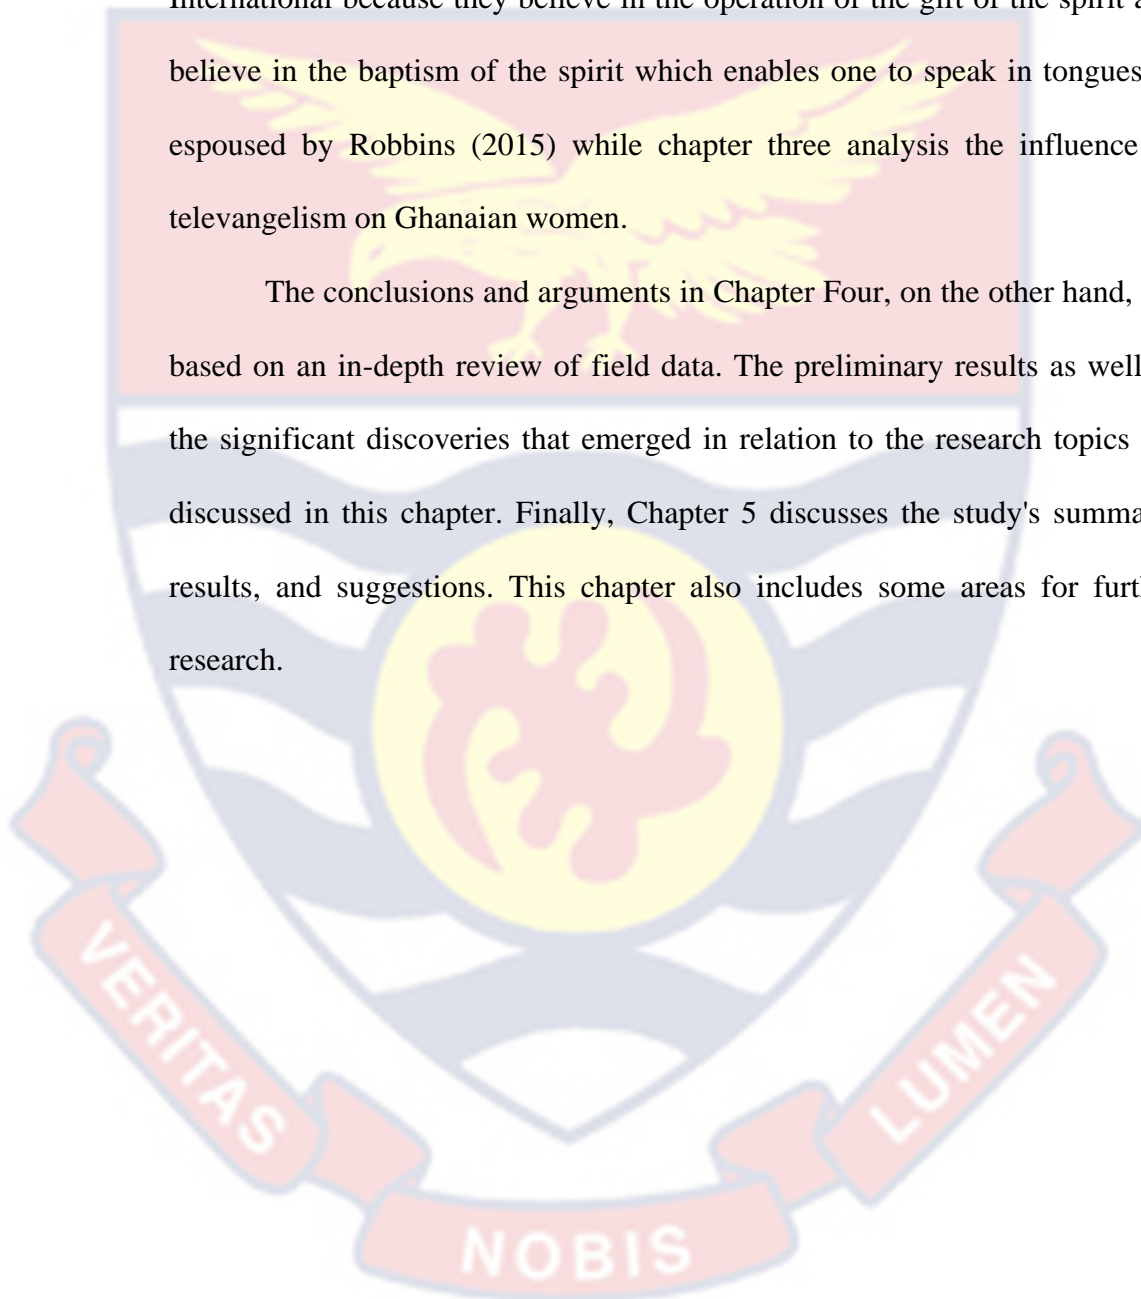 International because they believe in the operation of the gift of the spirit a
believe in the baptism of the spirit which enables one to speak in tongues
espoused by Robbins (2015) while chapter three analysis the influence
televangelism on Ghanaian women.
The conclusions and arguments in Chapter Four, on the other hand,
based on an in-depth review of field data. The preliminary results as well
the significant discoveries that emerged in relation to the research topics
discussed in this chapter. Finally, Chapter 5 discusses the study's summa
results, and suggestions. This chapter also includes some areas for furt
research.
VERITAS
NOBIS
LUMEN